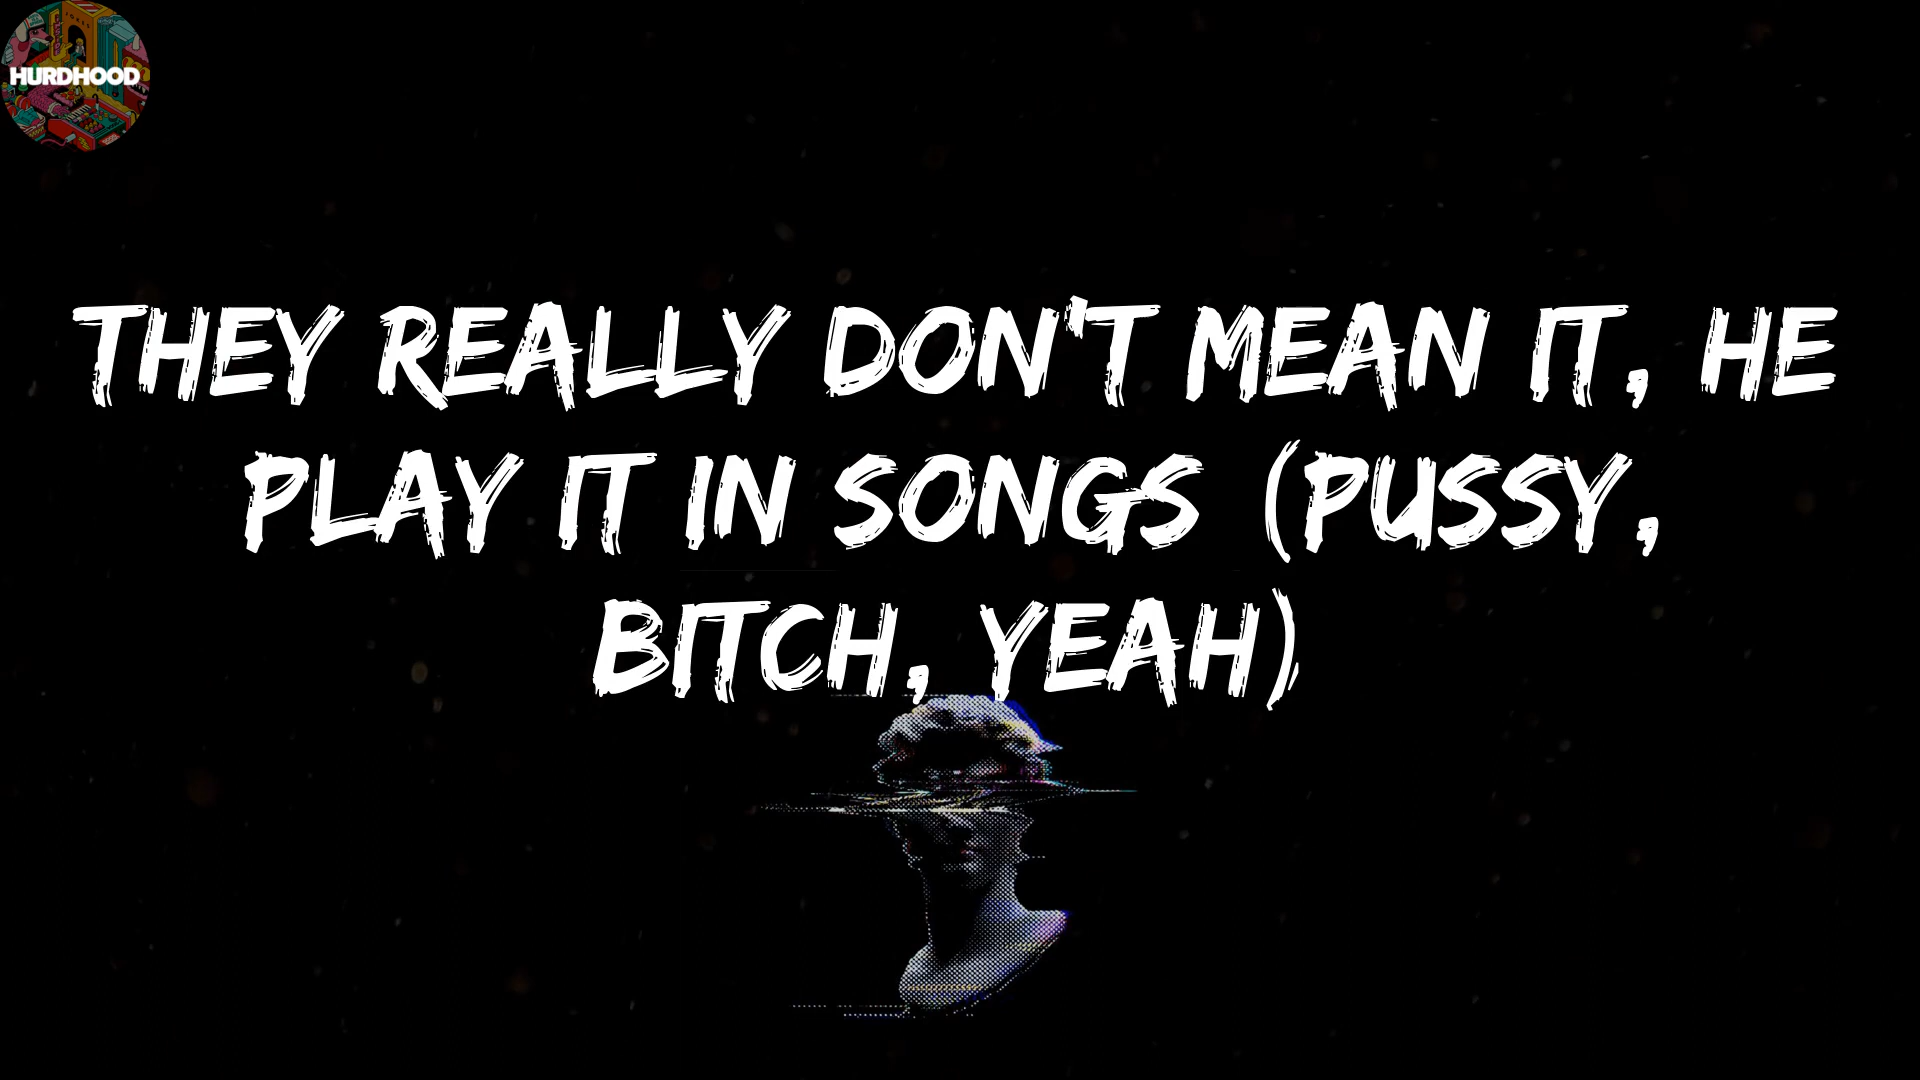 HURDHOOD
THEY REALLY DON'T MEAN IT, HE
PLAY IT IN SONGS (PUSSY,
BITCH, YEAH)